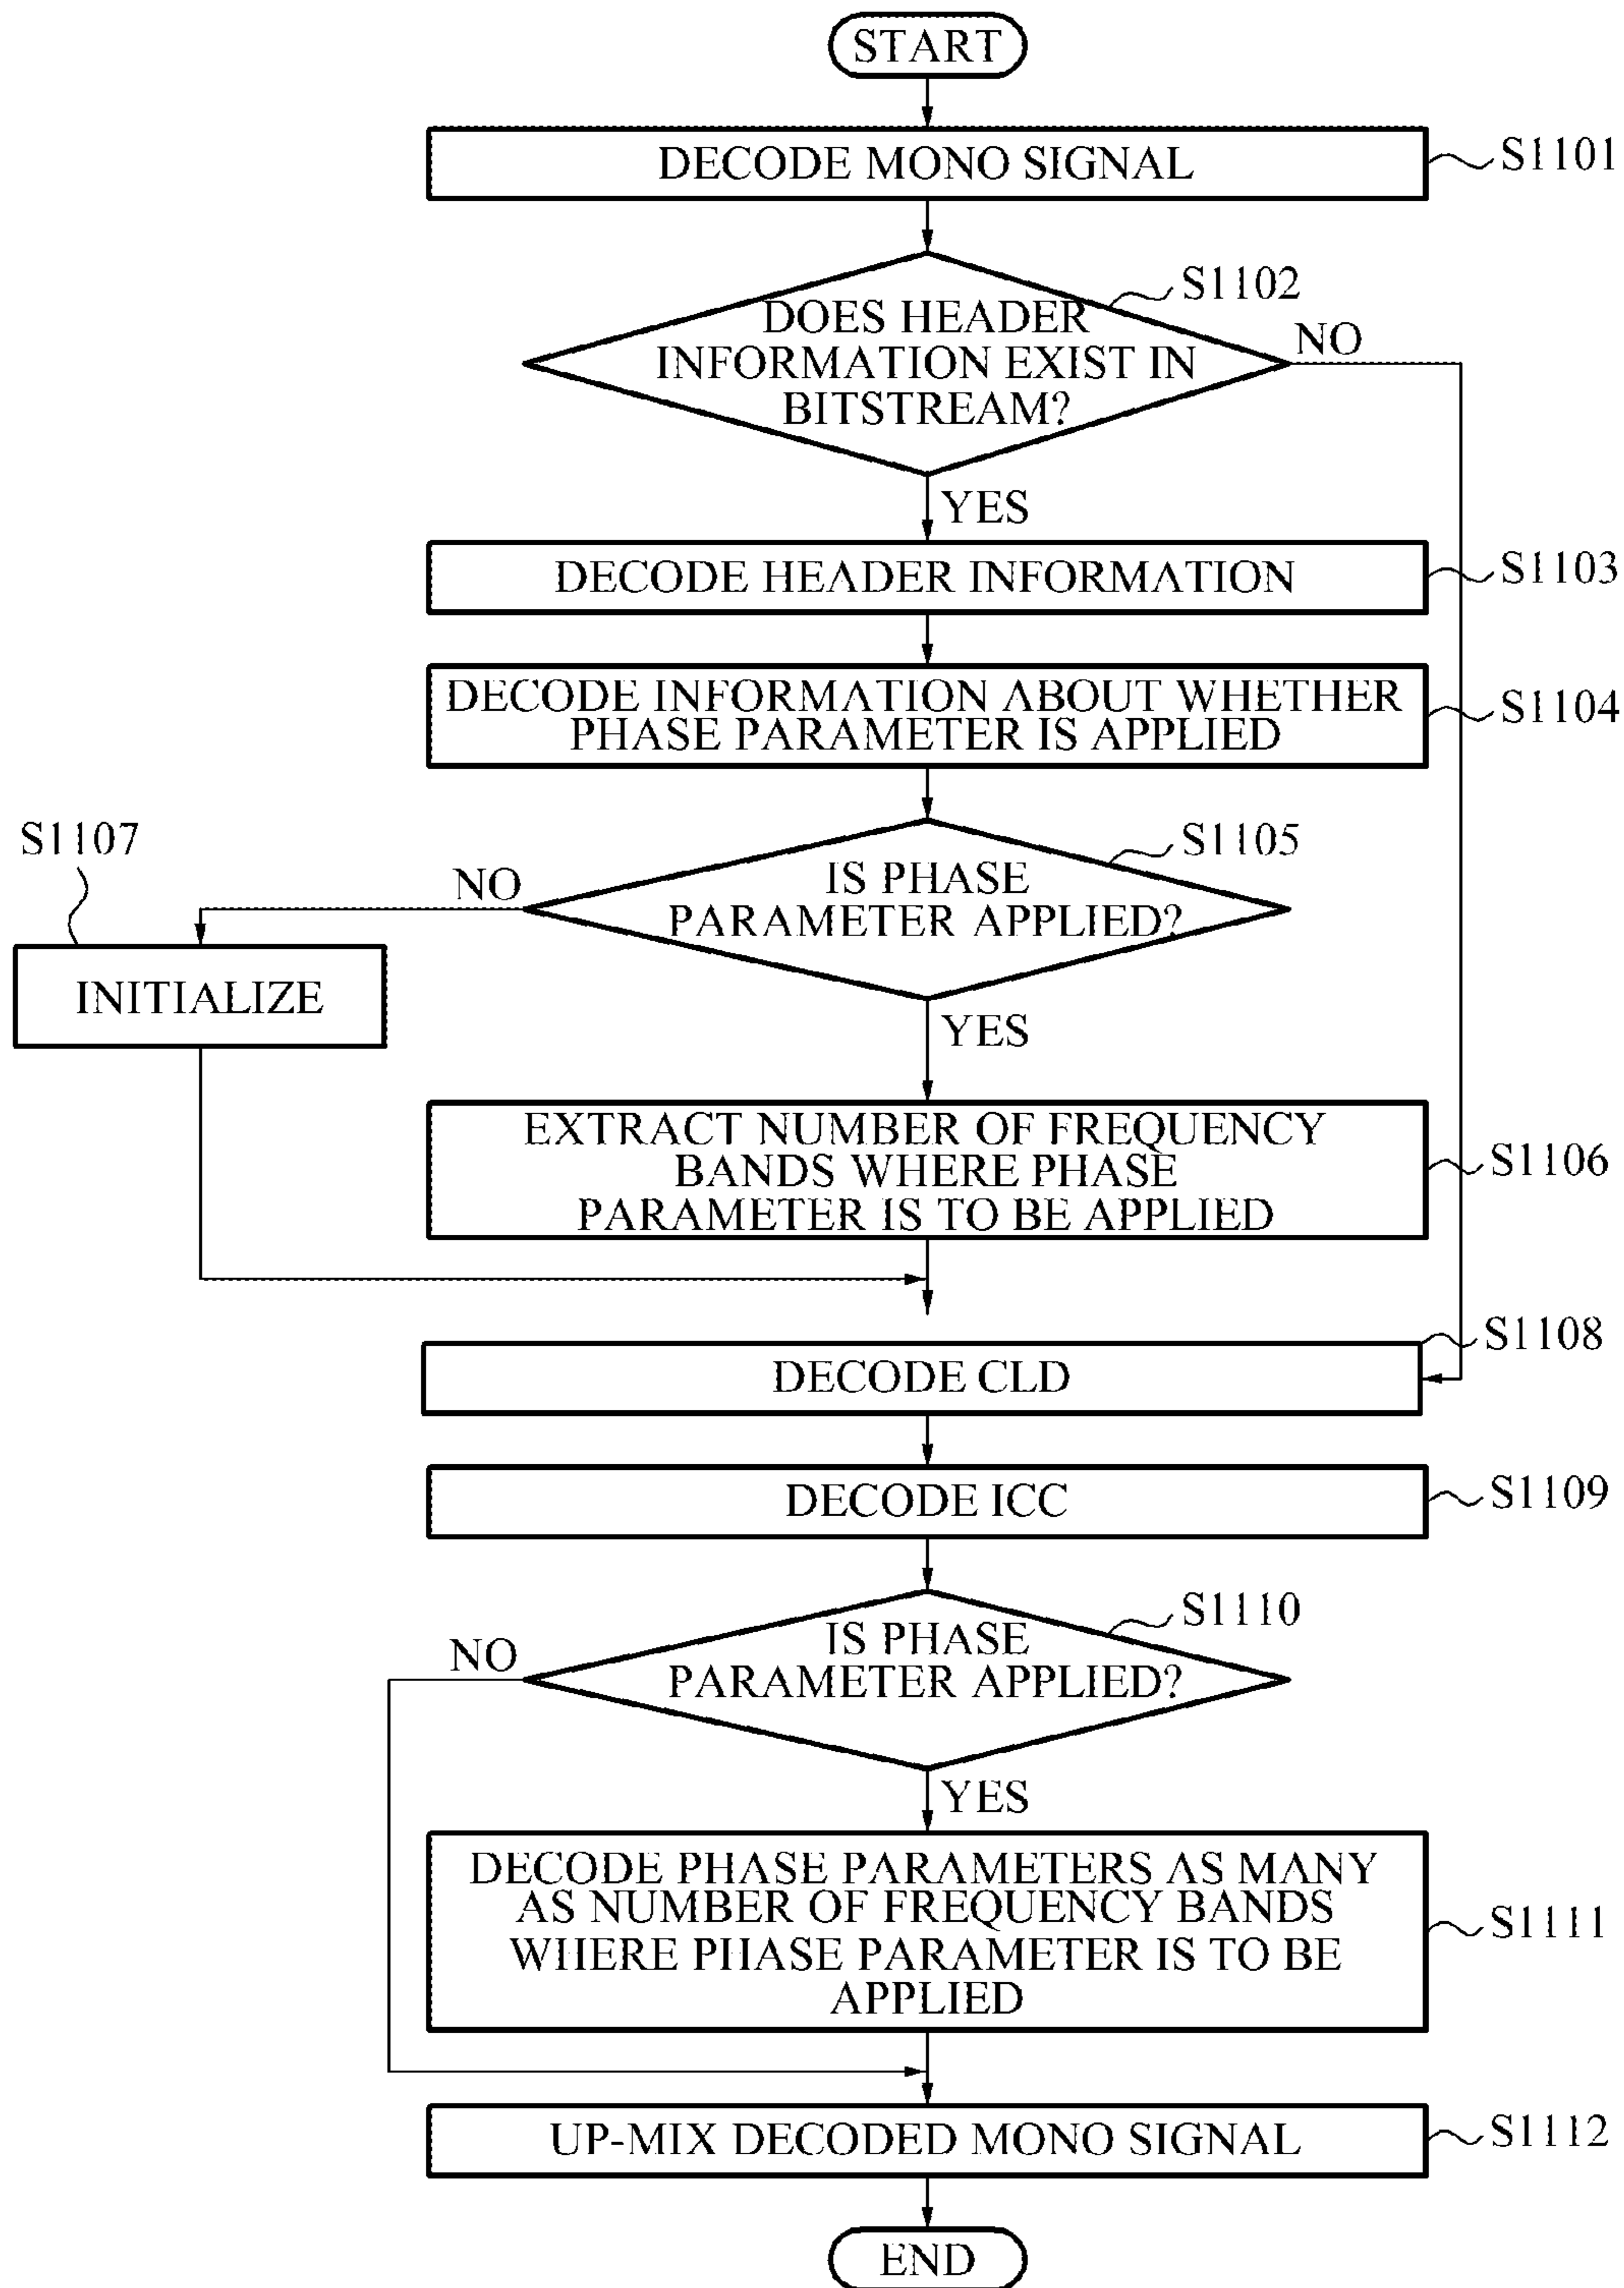 START
DECODE MONO SIGNAL
S1101
S1102
DOES HEADER
INFORMATION EXIST IN
BITSTREAM?
NO
YES
DECODE HEADER INFORMATION
S1103
DECODE INFORMATION ABOUT WHETHER
PHASE PARAMETER IS APPLIED
S1104
S1107
S1105
IS PHASE
PARAMETER APPLIED?
NO
INITIALIZE
YES
EXTRACT NUMBER OF FREQUENCY
BANDS WHERE PHASE
PARAMETER IS TO BE APPLIED
S1106
S1108
DECODE CLD
DECODE ICC
S1109
S1110
IS PHASE
PARAMETER APPLIED?
NO
YES
DECODE PHASE PARAMETERS AS MANY
AS NUMBER OF FREQUENCY BANDS
WHERE PHASE PARAMETER IS TO BE
APPLIED
S1111
UP-MIX DECODED MONO SIGNAL
S1112
END